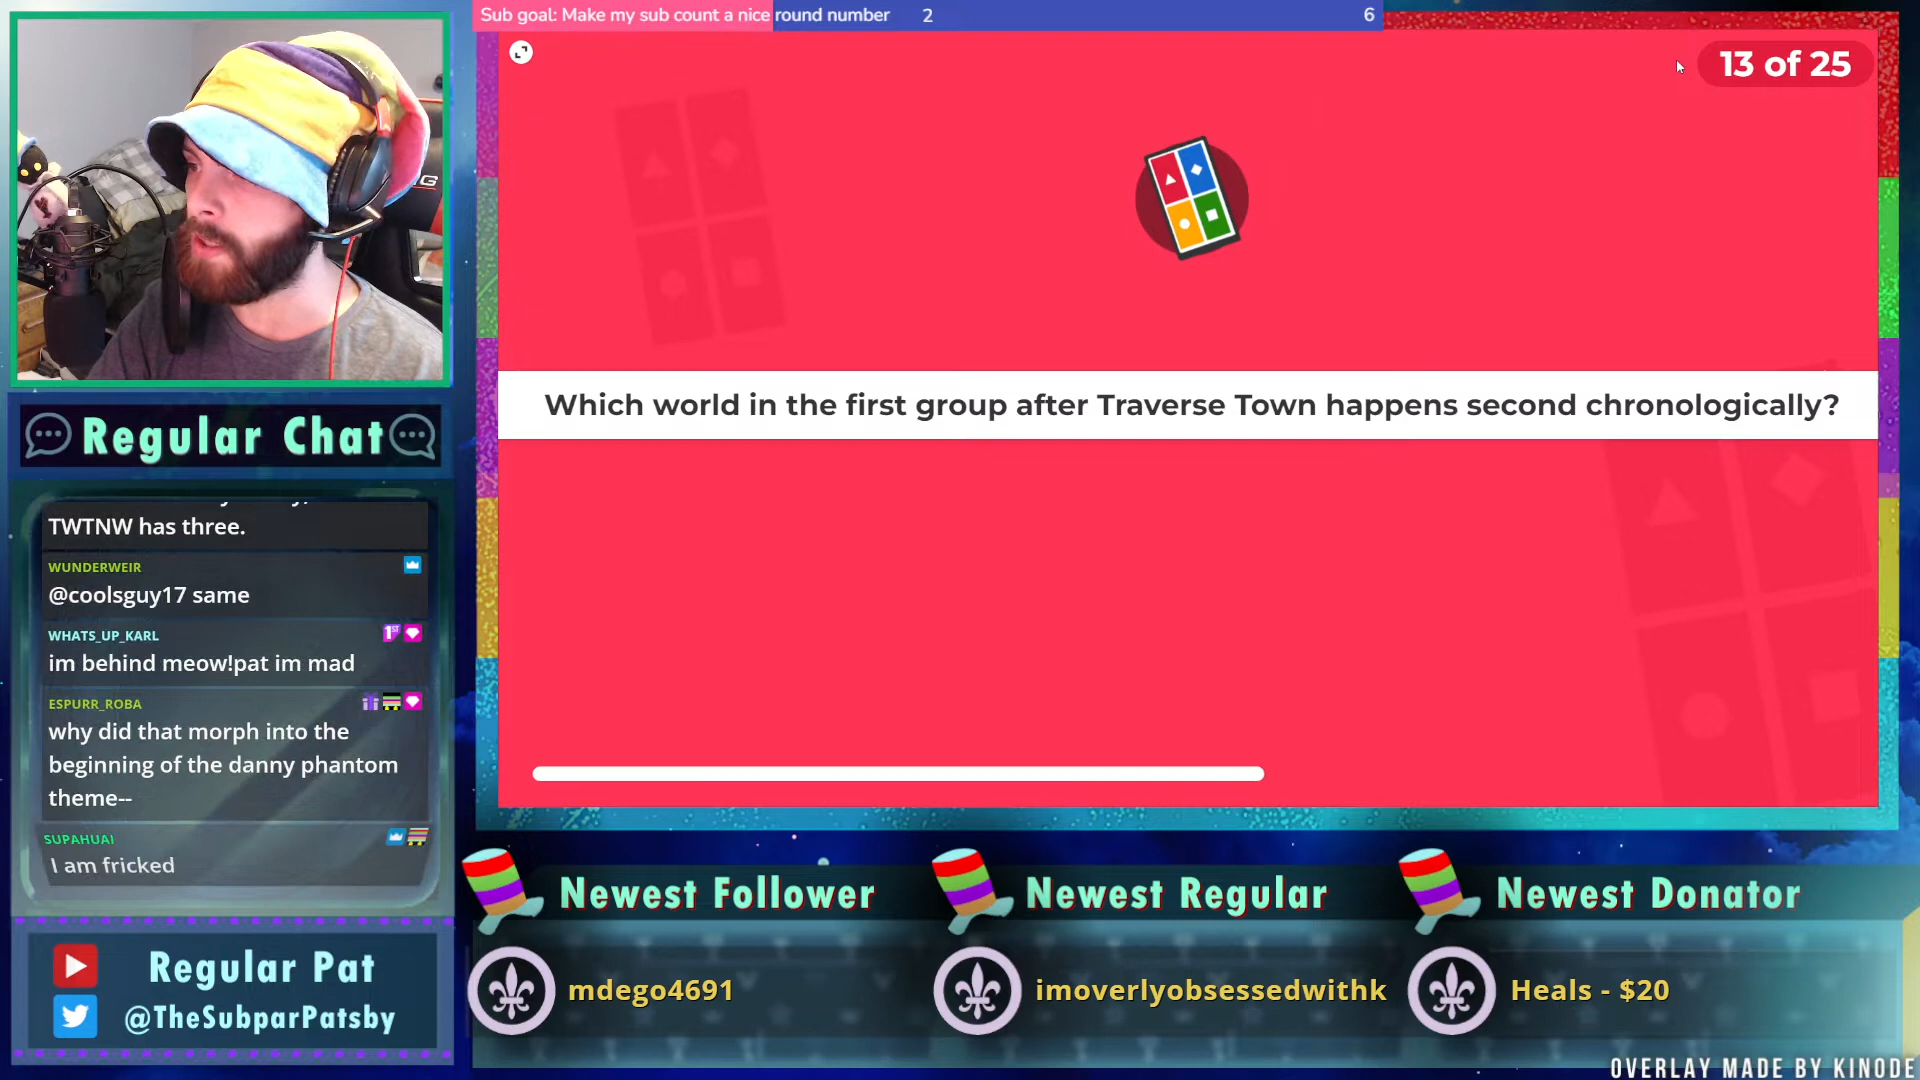 Sub goal: Make my sub count a nice round number 2 6
13 of 25
Which world in the first group after Traverse Town happens second chronologically?
Regular Chat
TWTNW has three.
WUNDERWEIR
@coolsguy17 same
WHATS_UP_KARL
im behind meow!pat im mad
ESPURR_ROBA
why did that morph into the
beginning of the danny phantom
theme--
SUPAHUAI
I am fricked
Regular Pat
@TheSubparPatsby
Newest Follower
mdego4691
Newest Regular
imoverlyobsessedwithk
Newest Donator
Heals - $20
OVERLAY MADE BY KINODE